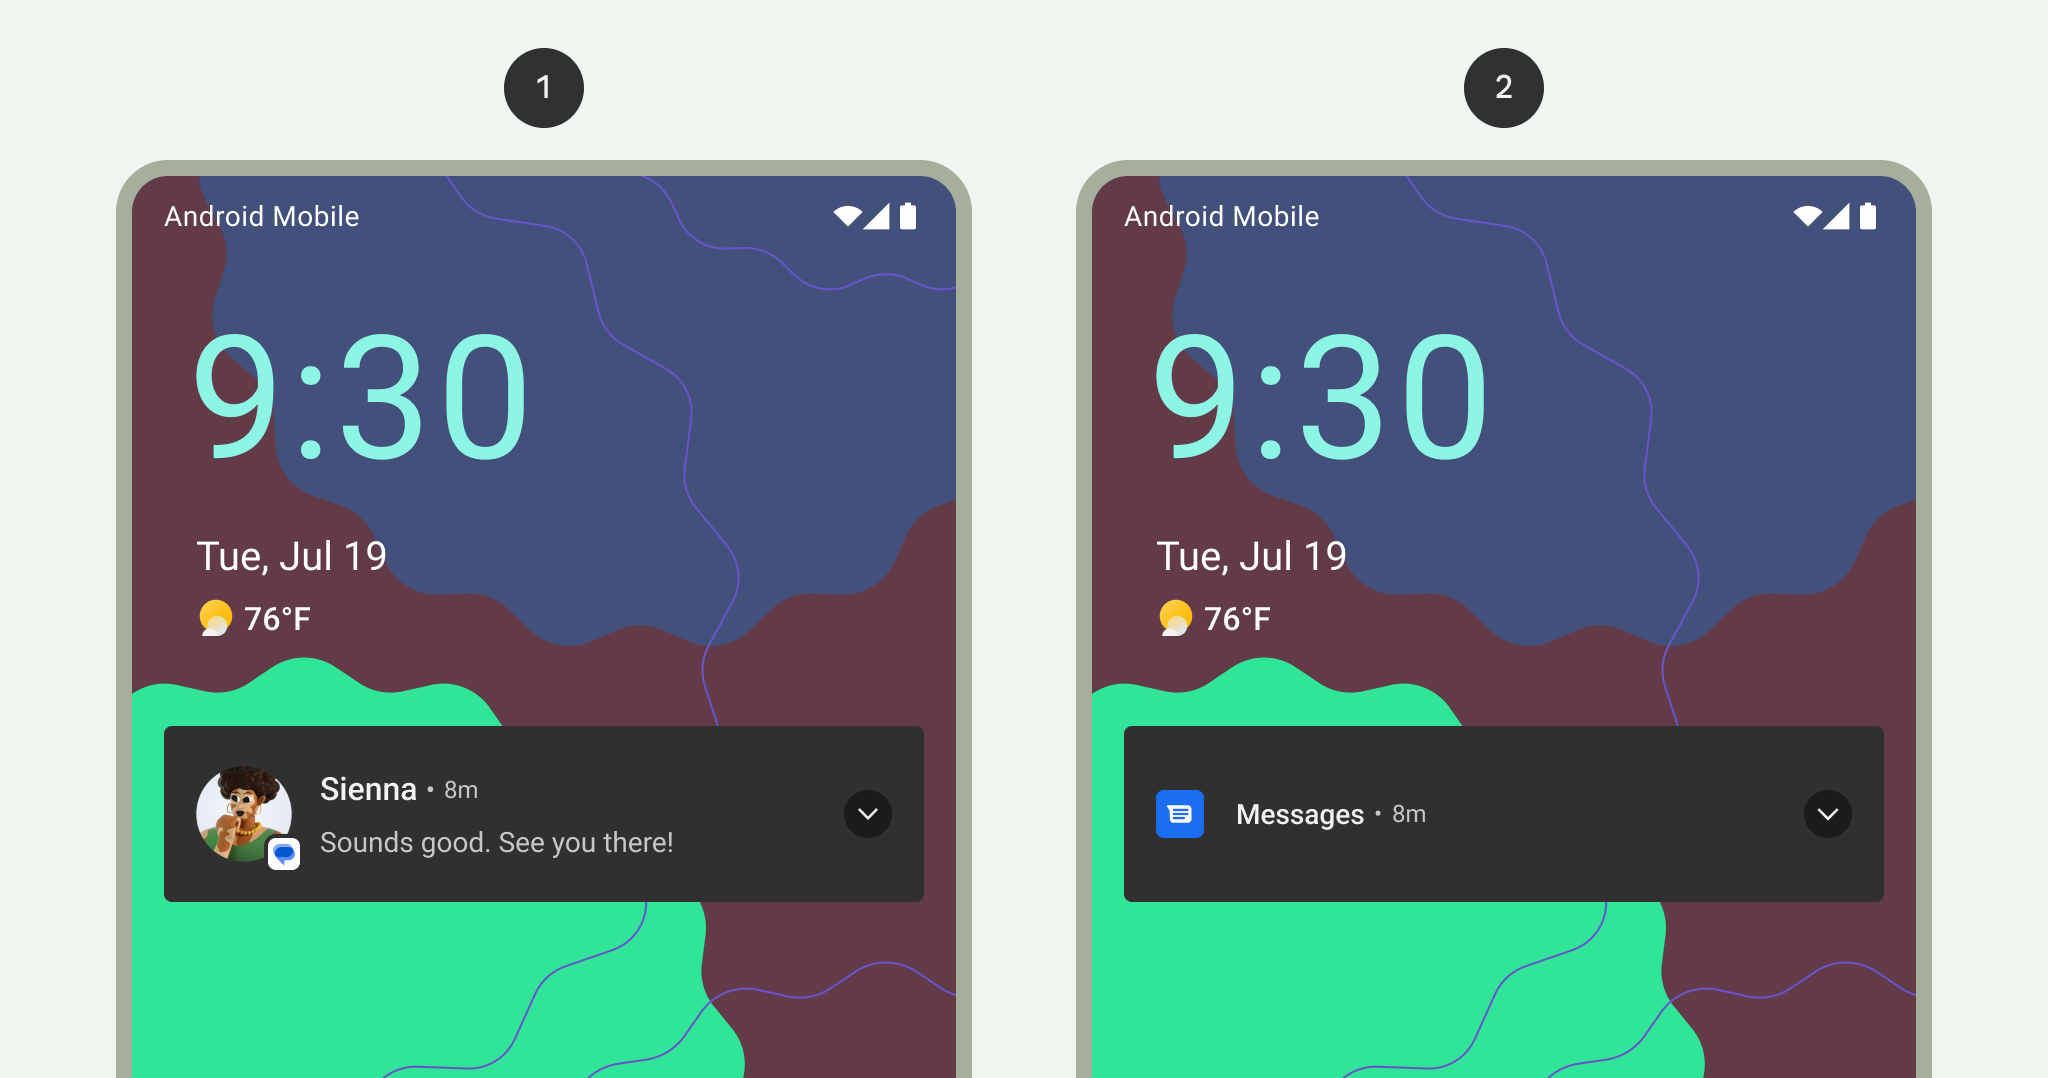 1
Android Mobile
9:30
Tue, Jul 19
76°F
Sienna • 8m
Sounds good. See you there!
2
Android Mobile
9:30
Tue, Jul 19
76°F
Messages • 8m